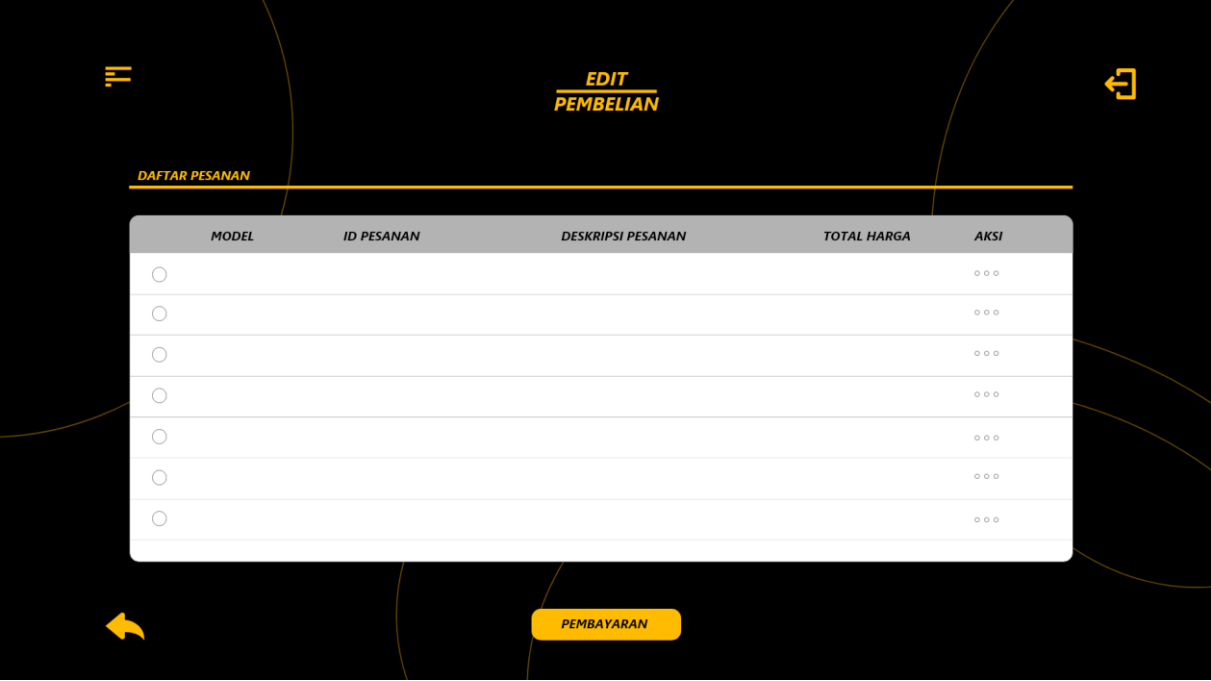 EDIT
PEMBELIAN
DAFTAR PESANAN
MODEL ID PESANAN DESKRIPSI PESANAN TOTAL HARGA AKSI
PEMBAYARAN